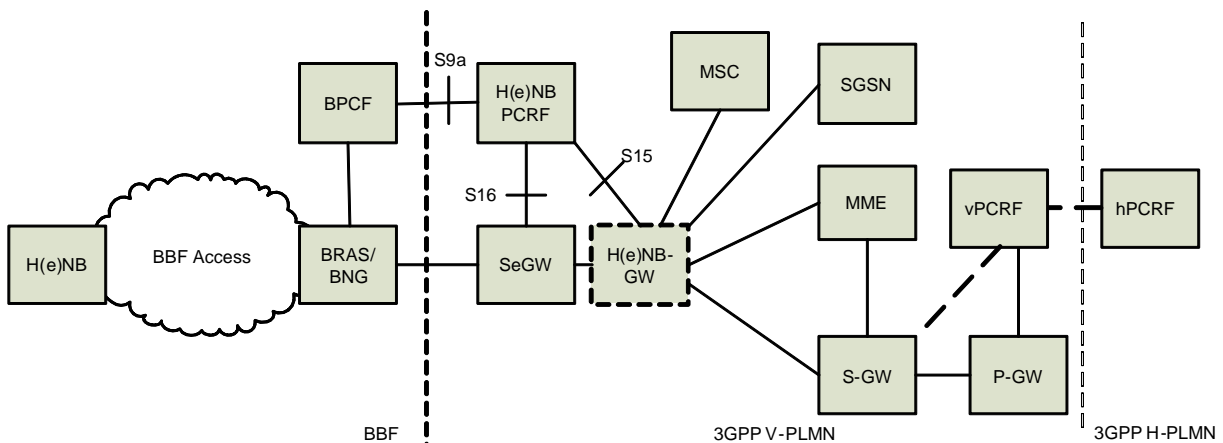 S9a
BPCF
H(e)NB
PCRF
MSC
SGSN
S15
S16
MME
vPCRF
hPCRF
H(e)NB
BBF Access
BRAS/
BNG
SeGW
H(e)NB-
GW
S-GW
P-GW
BBF
3GPP V-PLMN
3GPP H-PLMN